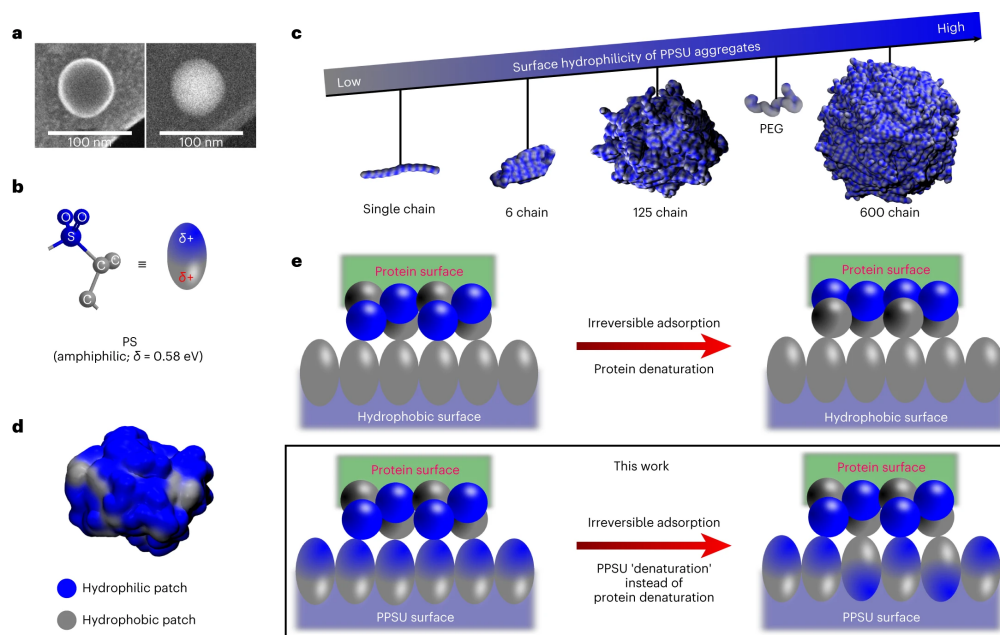 a
100 nm
100 nm
b
O
O
S
C
C
C
≡
δ+
δ+
PS
(amphiphilic; δ = 0.58 eV)
c
Low
Surface hydrophilicity of PPSU aggregates
High
Single chain
6 chain
125 chain
PEG
600 chain
d
Hydrophilic patch
Hydrophobic patch
e
Protein surface
Hydrophobic surface
Irreversible adsorption
Protein denaturation
Protein surface
Hydrophobic surface
This work
Protein surface
PPSU surface
Irreversible adsorption
PPSU 'denaturation'
instead of
protein denaturation
Protein surface
PPSU surface